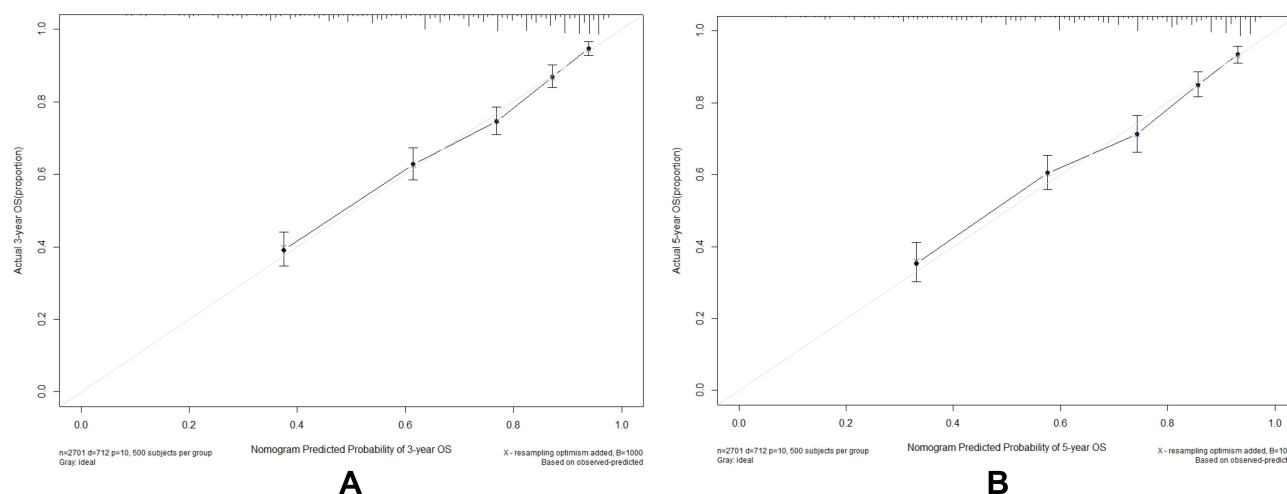 1.0
0.8
0.6
0.4
0.2
0.0
Actual 3-year OS(proportion)
0.0 0.2 0.4 0.6 0.8 1.0
Nomogram Predicted Probability of 3-year OS
n=2701 d=712 p=10, 500 subjects per group
Gray: ideal
X - resampling optimism added, B=1000
Based on observed-predicted
A
1.0
0.8
0.6
0.4
0.2
0.0
Actual 5-year OS(proportion)
0.0 0.2 0.4 0.6 0.8 1.0
Nomogram Predicted Probability of 5-year OS
n=2701 d=712 p=10, 500 subjects per group
Gray: ideal
X - resampling optimism added, B=10
Based on observed-predict
B